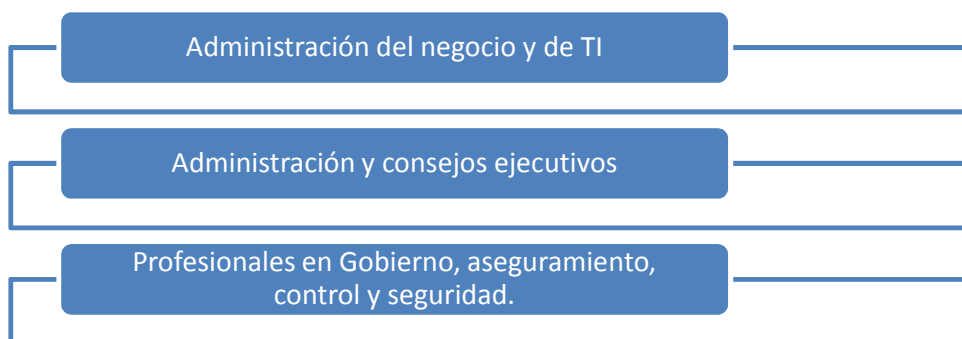 Administración del negocio y de TI
Administración y consejos ejecutivos
Profesionales en Gobierno, aseguramiento,
control y seguridad.